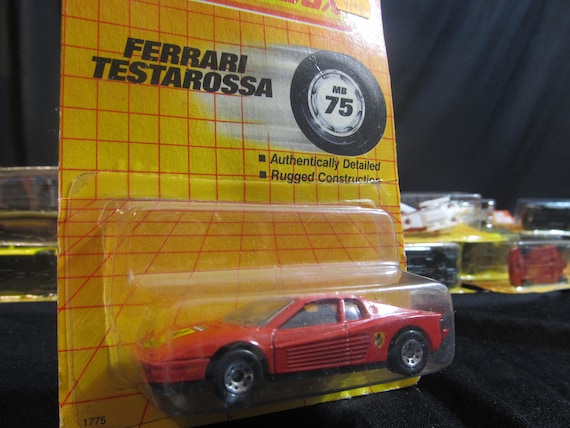 FERRARI
TESTAROSSA
MB
75
■ Authentically Detailed
■ Rugged Construction
1775